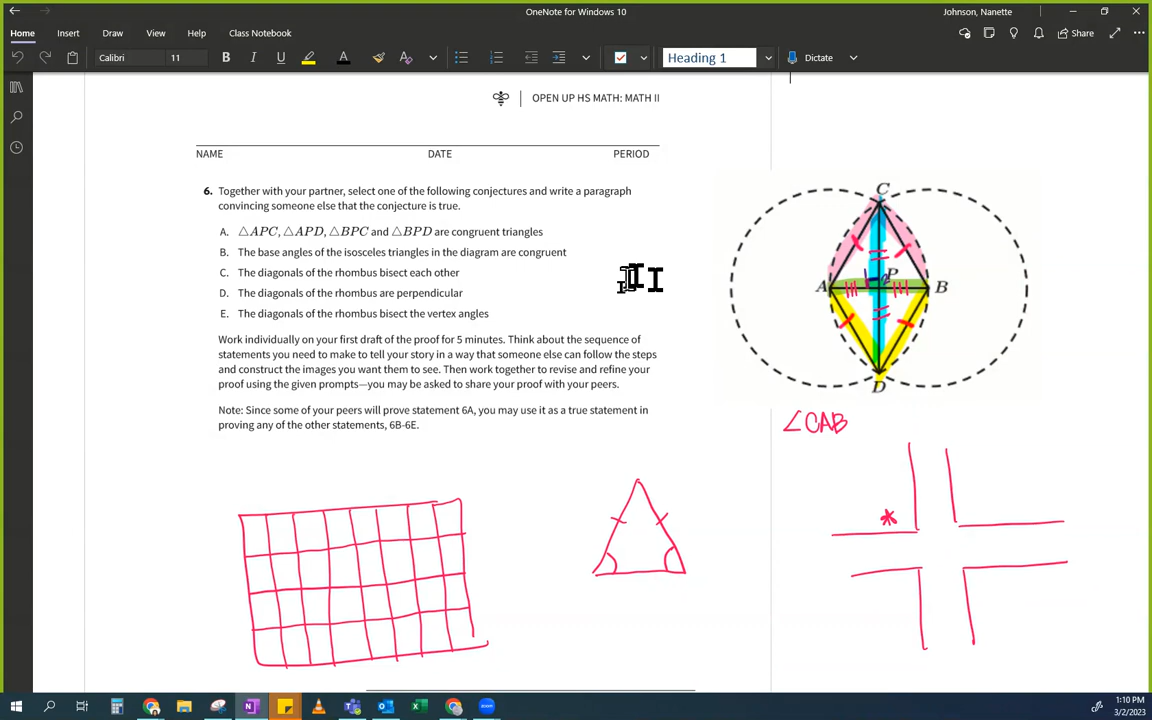 OneNote for Windows 10
Johnson, Nanette
Home Insert Draw View Help Class Notebook
Share
Calibri 11 B I U A Heading 1 Dictate
OPEN UP HS MATH: MATH II
NAME DATE PERIOD
6. Together with your partner, select one of the following conjectures and write a paragraph
convincing someone else that the conjecture is true.
A. △APC, △APD, △BPC and △BPD are congruent triangles
B. The base angles of the isosceles triangles in the diagram are congruent
C. The diagonals of the rhombus bisect each other
D. The diagonals of the rhombus are perpendicular
E. The diagonals of the rhombus bisect the vertex angles
Work individually on your first draft of the proof for 5 minutes. Think about the sequence of
statements you need to make to tell your story in a way that someone else can follow the steps
and construct the images you want them to see. Then work together to revise and refine your
proof using the given prompts—you may be asked to share your proof with your peers.
Note: Since some of your peers will prove statement 6A, you may use it as a true statement in
proving any of the other statements, 6B-6E.
C
A P B
D
∠CAB
*
1:10 PM
3/2/2023